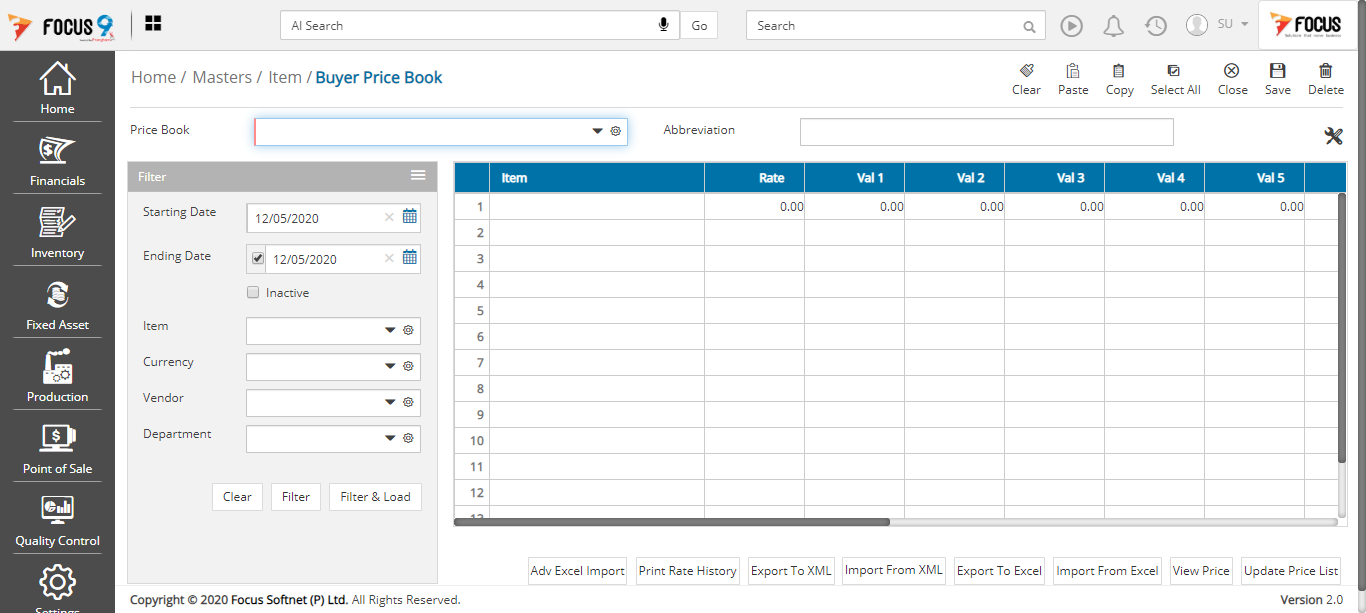 FOCUS 9
AI Search
Go
Search
SU
FOCUS
Home
Financials
Inventory
Fixed Asset
Production
Point of Sale
Quality Control
Settings
Home / Masters / Item / Buyer Price Book
Clear Paste Copy Select All Close Save Delete
Price Book
Abbreviation
Filter
Starting Date 12/05/2020
Ending Date 12/05/2020
Inactive
Item
Currency
Vendor
Department
Clear Filter Filter & Load
Item Rate Val 1 Val 2 Val 3 Val 4 Val 5
1 0.00 0.00 0.00 0.00 0.00 0.00
2
3
4
5
6
7
8
9
10
11
12
13
Adv Excel Import Print Rate History Export To XML Import From XML Export To Excel Import From Excel View Price Update Price List
Copyright © 2020 Focus Softnet (P) Ltd. All Rights Reserved.
Version 2.0